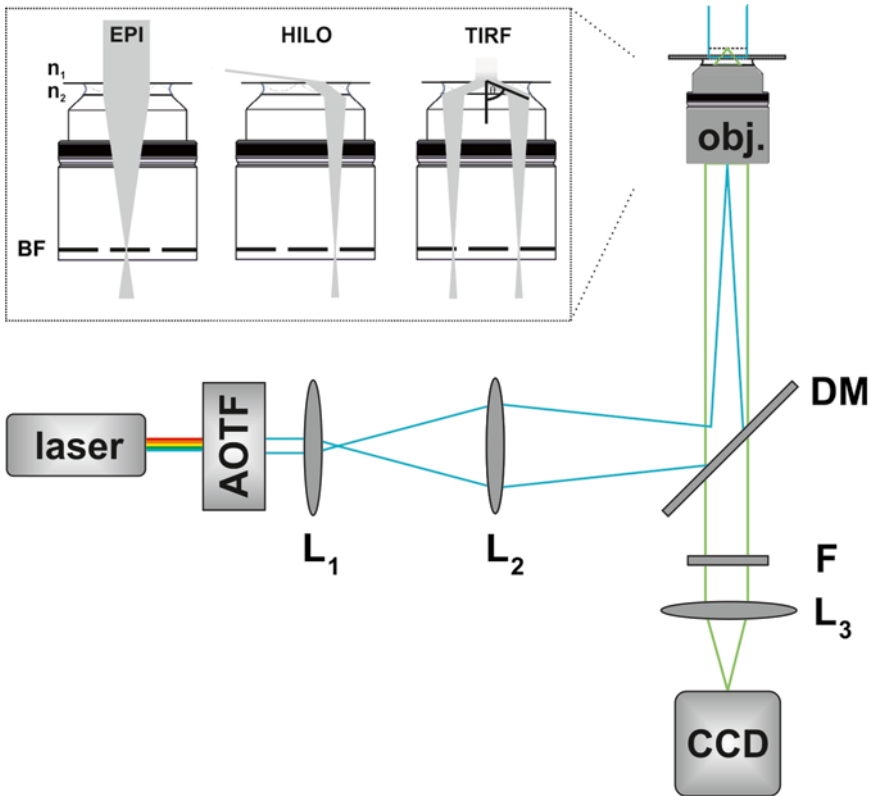 EPI HILO TIRF
n1
n2
BF
obj.
DM
laser
AOTF
L1
L2
F
L3
CCD